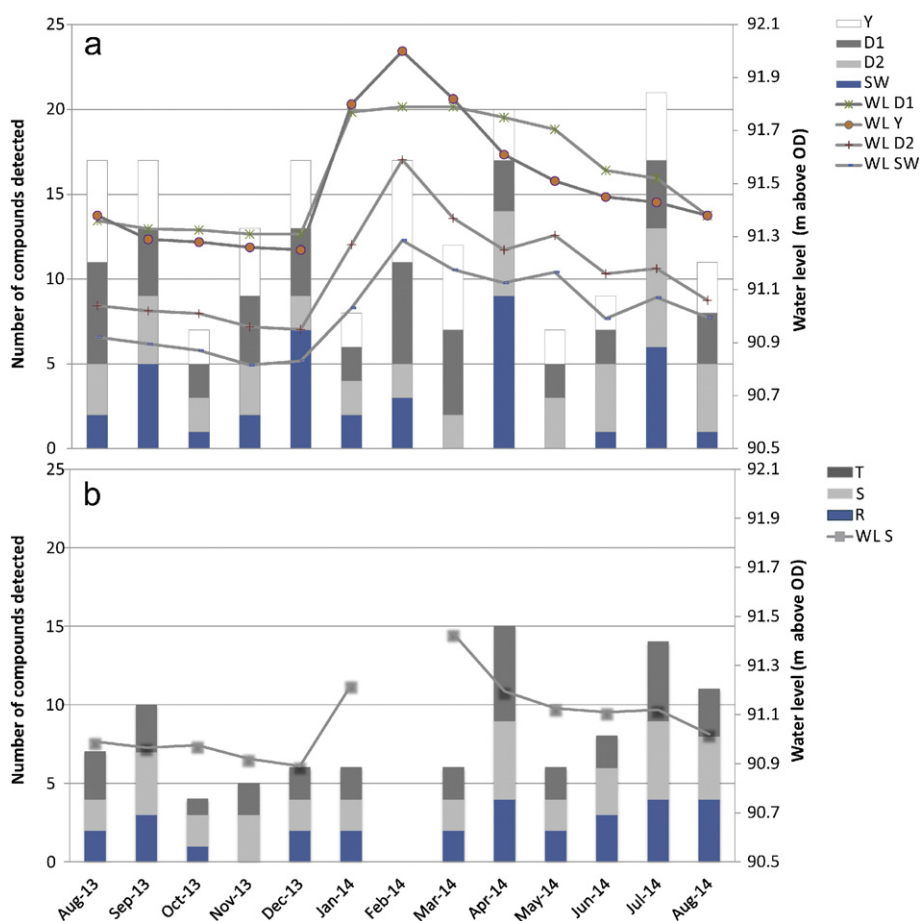 a
Number of compounds detected
25
20
15
10
5
0
92.1
91.9
91.7
91.5
91.3
91.1
90.9
90.7
90.5
Water level (m above OD)
Y
D1
D2
SW
WL D1
WL Y
WL D2
WL SW
b
Number of compounds detected
25
20
15
10
5
0
92.1
91.9
91.7
91.5
91.3
91.1
90.9
90.7
90.5
Water level (m above OD)
T
S
R
WL S
Aug-13
Sep-13
Oct-13
Nov-13
Dec-13
Jan-14
Feb-14
Mar-14
Apr-14
May-14
Jun-14
Jul-14
Aug-14